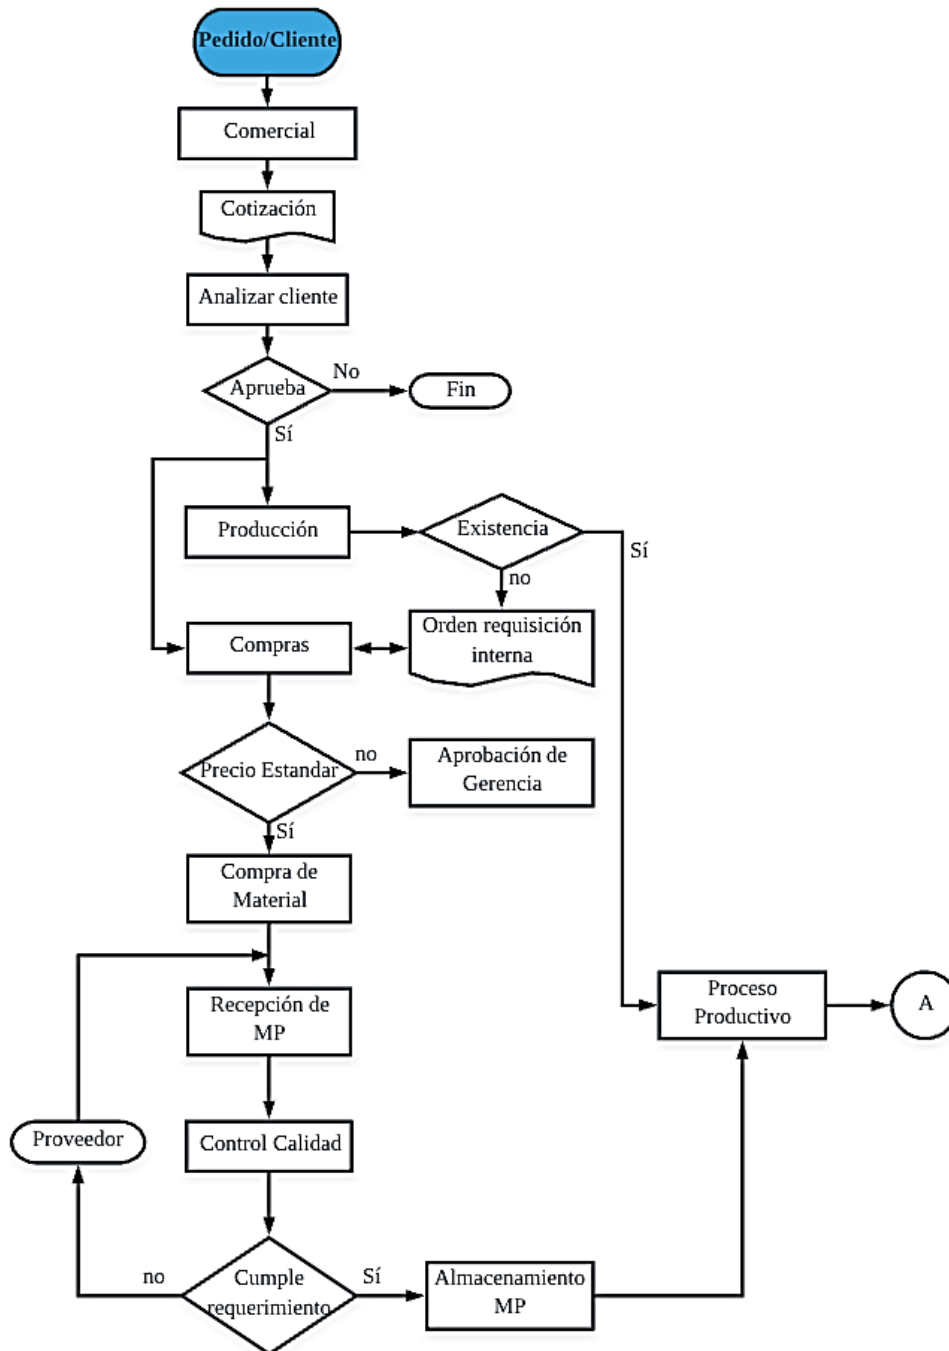 Pedido/Cliente
Comercial
Cotización
Analizar cliente
Aprueba
No
Fin
Sí
Producción
Existencia
Sí
no
Compras
Orden requisición
interna
Precio Estandar
no
Aprobación de
Gerencia
Sí
Compra de
Material
Recepción de
MP
Proceso
Productivo
A
Proveedor
Control Calidad
no
Cumple
requerimiento
Sí
Almacenamiento
MP